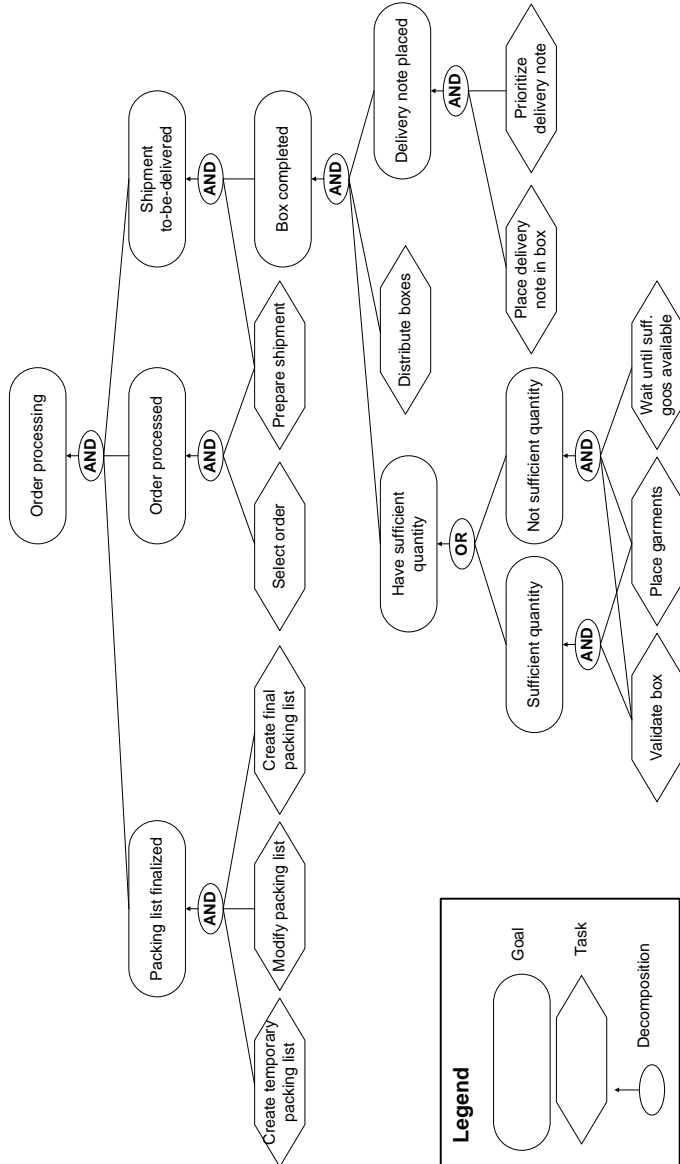 Order processing
AND
Packing list finalized
Order processed
Shipment
to-be-delivered
AND
AND
AND
Create temporary
packing list
Modify packing list
Create final
packing list
Select order
Prepare shipment
Box completed
AND
Have sufficient
quantity
Distribute boxes
Delivery note placed
OR
AND
Sufficient quantity
Not sufficient quantity
Place delivery
note in box
Prioritize
delivery note
AND
AND
Validate box
Place garments
Wait until suff.
goos available
Legend
Goal
Task
Decomposition